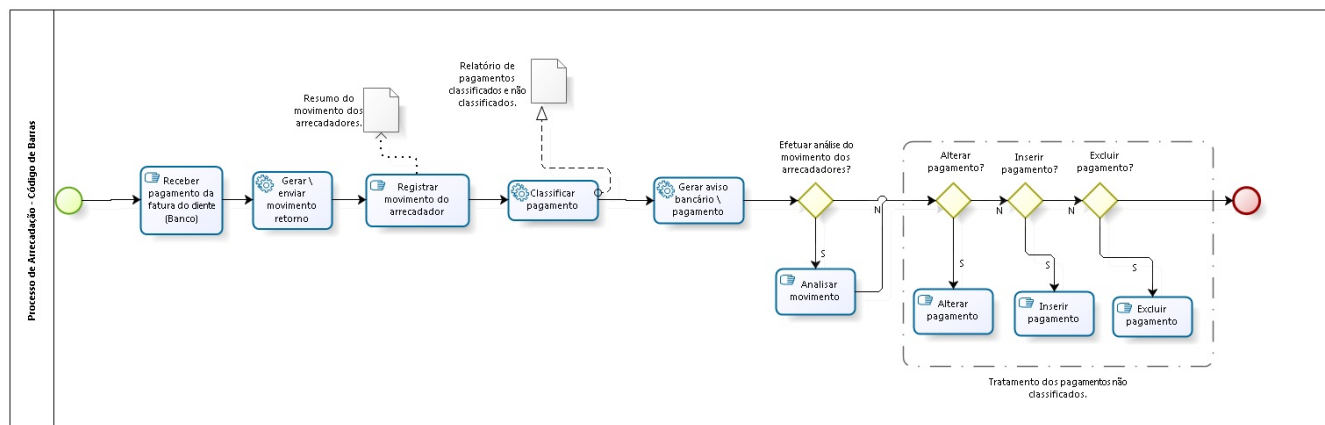 Processo de Arrecadação - Código de Barras
Receber
pagamento da
fatura do cliente
(Banco)
Gerar \
enviar
movimento
retorno
Resumo do
movimento dos
arrecadadores.
Registrar
movimento do
arrecadador
Relatório de
pagamentos
classificados e não
classificados.
Classificar
pagamento
Gerar aviso
bancário \
pagamento
Efetuar análise do
movimento dos
arrecadadores?
N
S
Analisar
movimento
Alterar
pagamento?
N
S
Alterar
pagamento
Inserir
pagamento?
N
S
Inserir
pagamento
Excluir
pagamento?
S
Excluir
pagamento
Tratamento dos pagamentos não
classificados.